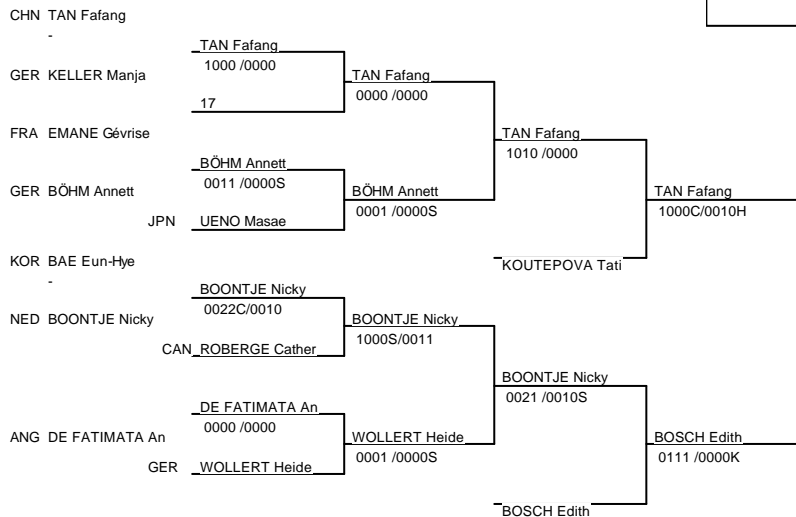 CHN TAN Fafang
-
TAN Fafang
1000 /0000
GER KELLER Manja
TAN Fafang
0000 /0000
17
FRA EMANE Gévrise
TAN Fafang
1010 /0000
BÖHM Annett
0011 /0000S
GER BÖHM Annett
BÖHM Annett
0001 /0000S
TAN Fafang
1000C/0010H
JPN UENO Masae
KOR BAE Eun-Hye
-
KOUTEPOVA Tati
BOONTJE Nicky
0022C/0010
NED BOONTJE Nicky
BOONTJE Nicky
1000S/0011
CAN ROBERGE Cather
BOONTJE Nicky
0021 /0010S
DE FATIMATA An
0000 /0000
ANG DE FATIMATA An
WOLLERT Heide
0001 /0000S
BOSCH Edith
0111 /0000K
GER WOLLERT Heide
BOSCH Edith